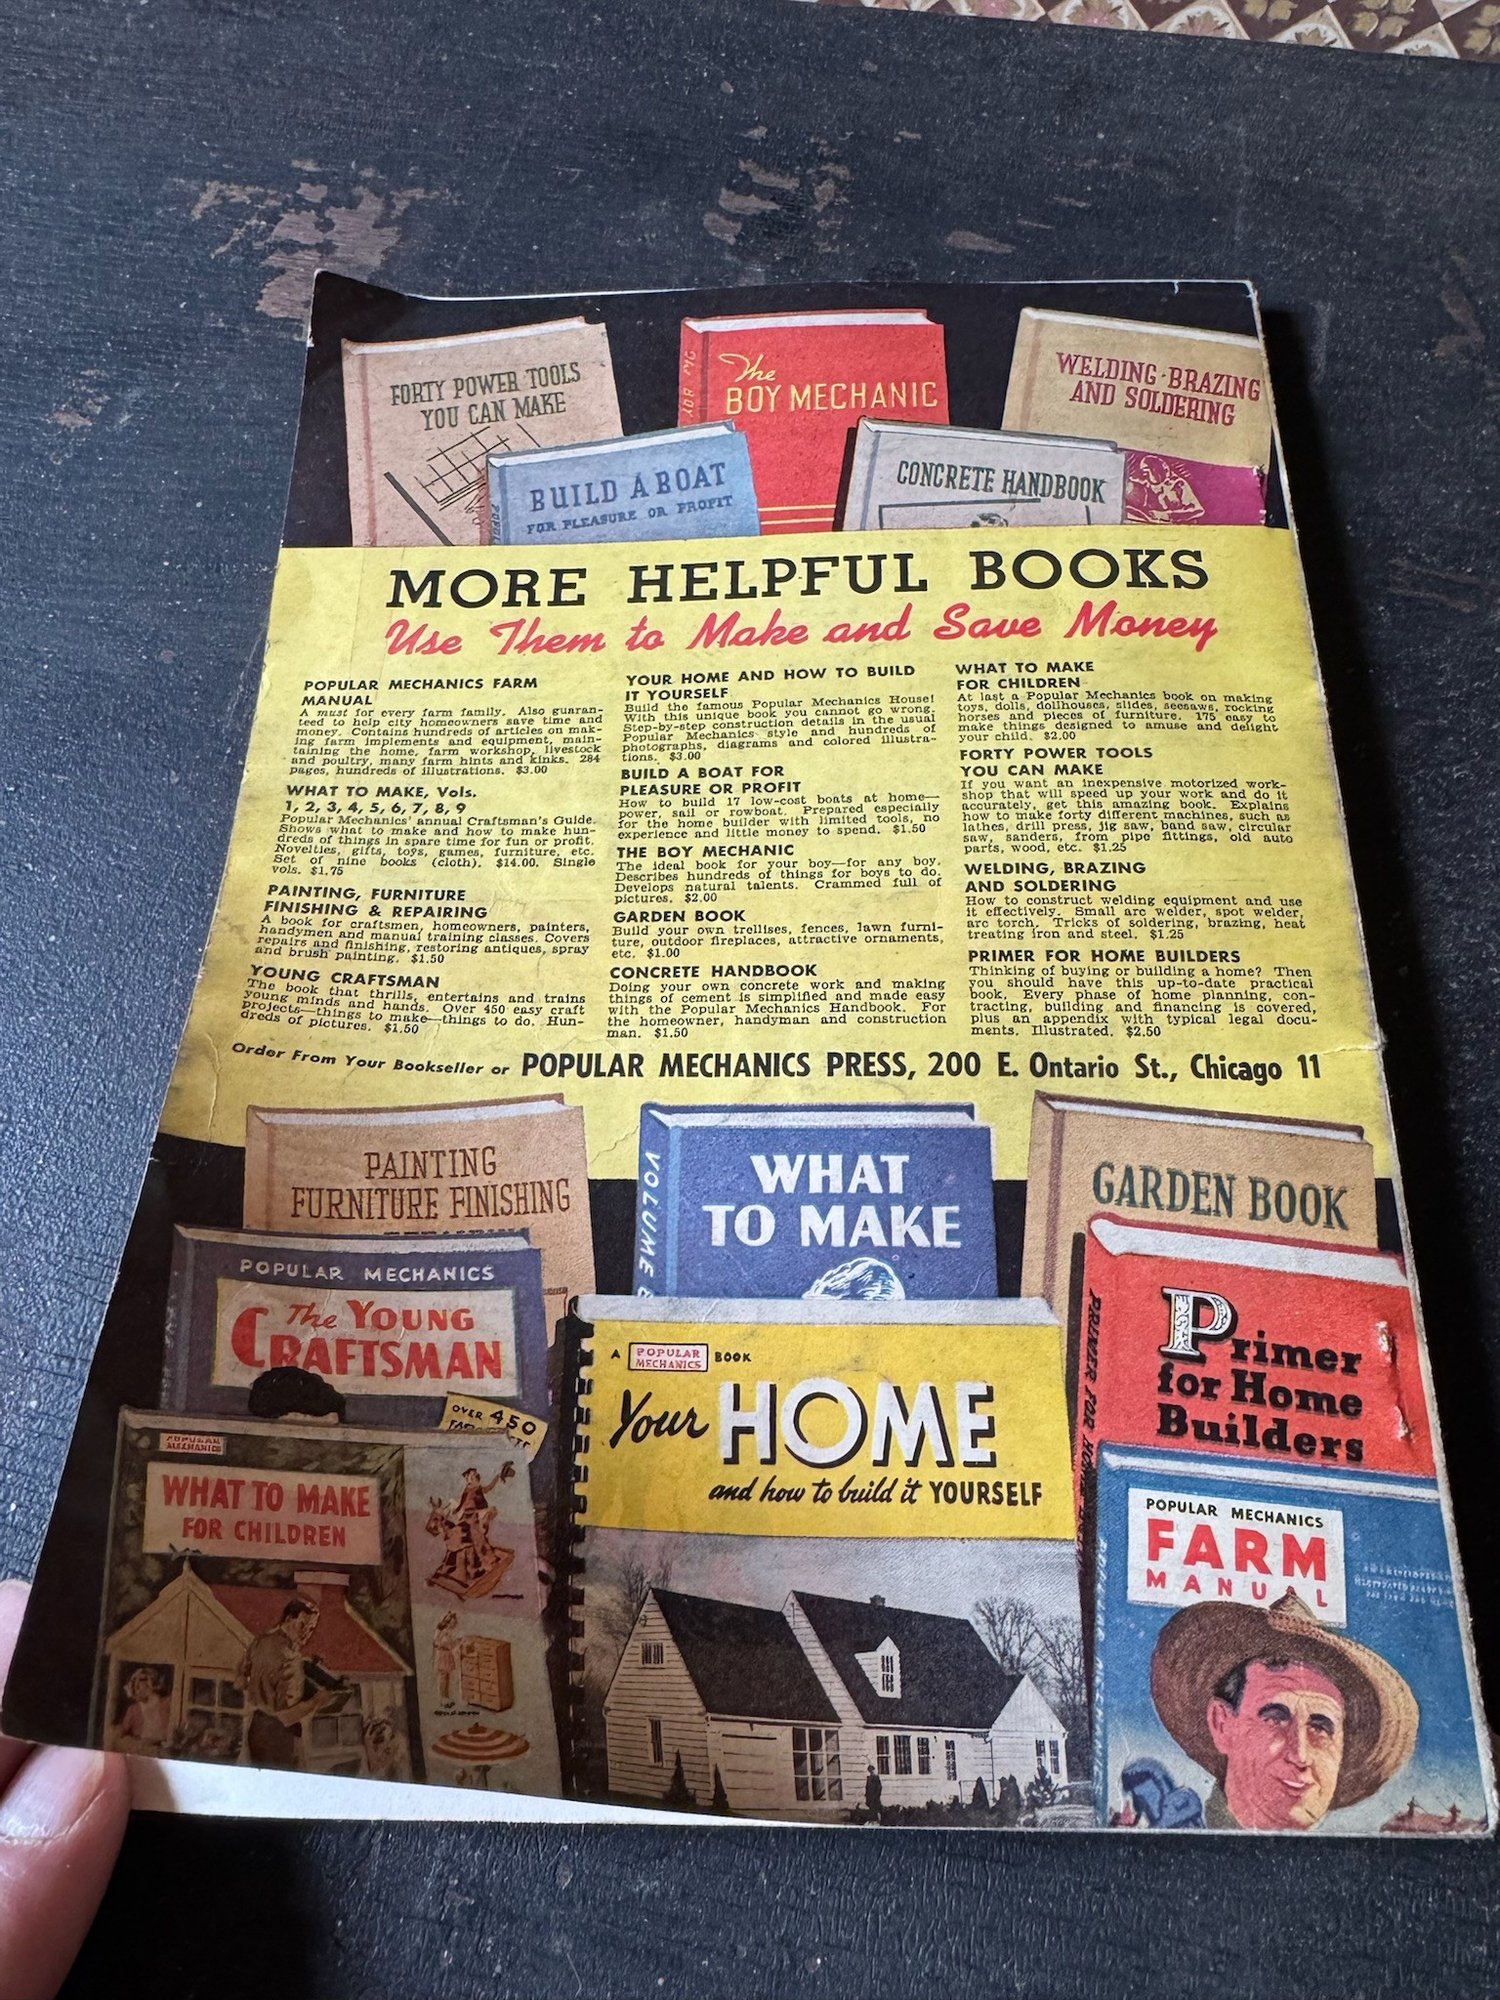 FORTY POWER TOOLS
YOU CAN MAKE
The
BOY MECHANIC
WELDING·BRAZING
AND SOLDERING
BUILD A BOAT
FOR PLEASURE OR PROFIT
CONCRETE HANDBOOK
MORE HELPFUL BOOKS
Use Them to Make and Save Money
POPULAR MECHANICS FARM
MANUAL
A must for every farm family. Also guaran-
teed to help city homeowners save time and
money. Contains hundreds of articles on mak-
ing farm implements and equipment, main-
taining the home, farm workshop, livestock
and poultry, many farm hints and kinks. 284
pages, hundreds of illustrations. $3.00
WHAT TO MAKE, Vols.
1, 2, 3, 4, 5, 6, 7, 8, 9
Popular Mechanics' annual Craftsman's Guide.
Shows what to make and how to make hun-
dreds of things in spare time for fun or profit.
Novelties, gifts, toys, games, furniture, etc.
Set of nine books (cloth). $14.00. Single
vols. $1.75
PAINTING, FURNITURE
FINISHING & REPAIRING
A book for craftsmen, homeowners, painters,
handymen and manual training classes. Covers
repairs and finishing, restoring antiques, spray
and brush painting. $1.50
YOUNG CRAFTSMAN
The book that thrills, entertains and trains
young minds and hands. Over 450 easy craft
projects—things to make—things to do. Hun-
dreds of pictures. $1.50
YOUR HOME AND HOW TO BUILD
IT YOURSELF
Build the famous Popular Mechanics House!
With this unique book you cannot go wrong.
Step-by-step construction details in the usual
Popular Mechanics style and hundreds of
photographs, diagrams and colored illustra-
tions. $3.00
BUILD A BOAT FOR
PLEASURE OR PROFIT
How to build 17 low-cost boats at home—
power, sail or rowboat. Prepared especially
for the home builder with limited tools, no
experience and little money to spend. $1.50
THE BOY MECHANIC
The ideal book for your boy—for any boy.
Describes hundreds of things for boys to do.
Develops natural talents. Crammed full of
pictures. $2.00
GARDEN BOOK
Build your own trellises, fences, lawn furni-
ture, outdoor fireplaces, attractive ornaments,
etc. $1.00
CONCRETE HANDBOOK
Doing your own concrete work and making
things of cement is simplified and made easy
with the Popular Mechanics Handbook. For
the homeowner, handyman and construction
man. $1.50
WHAT TO MAKE
FOR CHILDREN
At last a Popular Mechanics book on making
toys, dolls, dollhouses, slides, seesaws, rocking
horses and pieces of furniture. 175 easy to
make things designed to amuse and delight
your child. $2.00
FORTY POWER TOOLS
YOU CAN MAKE
If you want an inexpensive motorized work-
shop that will speed up your work and do it
accurately, get this amazing book. Explains
how to make forty different machines, such as
lathes, drill press, jig saw, band saw, circular
saw, sanders, from pipe fittings, old auto
parts, wood, etc. $1.25
WELDING, BRAZING
AND SOLDERING
How to construct welding equipment and use
it effectively. Small arc welder, spot welder,
arc torch. Tricks of soldering, brazing, heat
treating iron and steel. $1.25
PRIMER FOR HOME BUILDERS
Thinking of buying or building a home? Then
you should have this up-to-date practical
book. Every phase of home planning, con-
tracting, building and financing is covered,
plus an appendix with typical legal docu-
ments. Illustrated. $2.50
Order From Your Bookseller or POPULAR MECHANICS PRESS, 200 E. Ontario St., Chicago 11
PAINTING
FURNITURE FINISHING
VOLUME 8
WHAT
TO MAKE
GARDEN BOOK
POPULAR MECHANICS
The YOUNG
CRAFTSMAN
OVER 450
A POPULAR MECHANICS BOOK
Your HOME
and how to build it YOURSELF
PRIMER FOR HOME
Primer
for Home
Builders
POPULAR
MECHANICS
WHAT TO MAKE
FOR CHILDREN
POPULAR MECHANICS
FARM
MANUAL